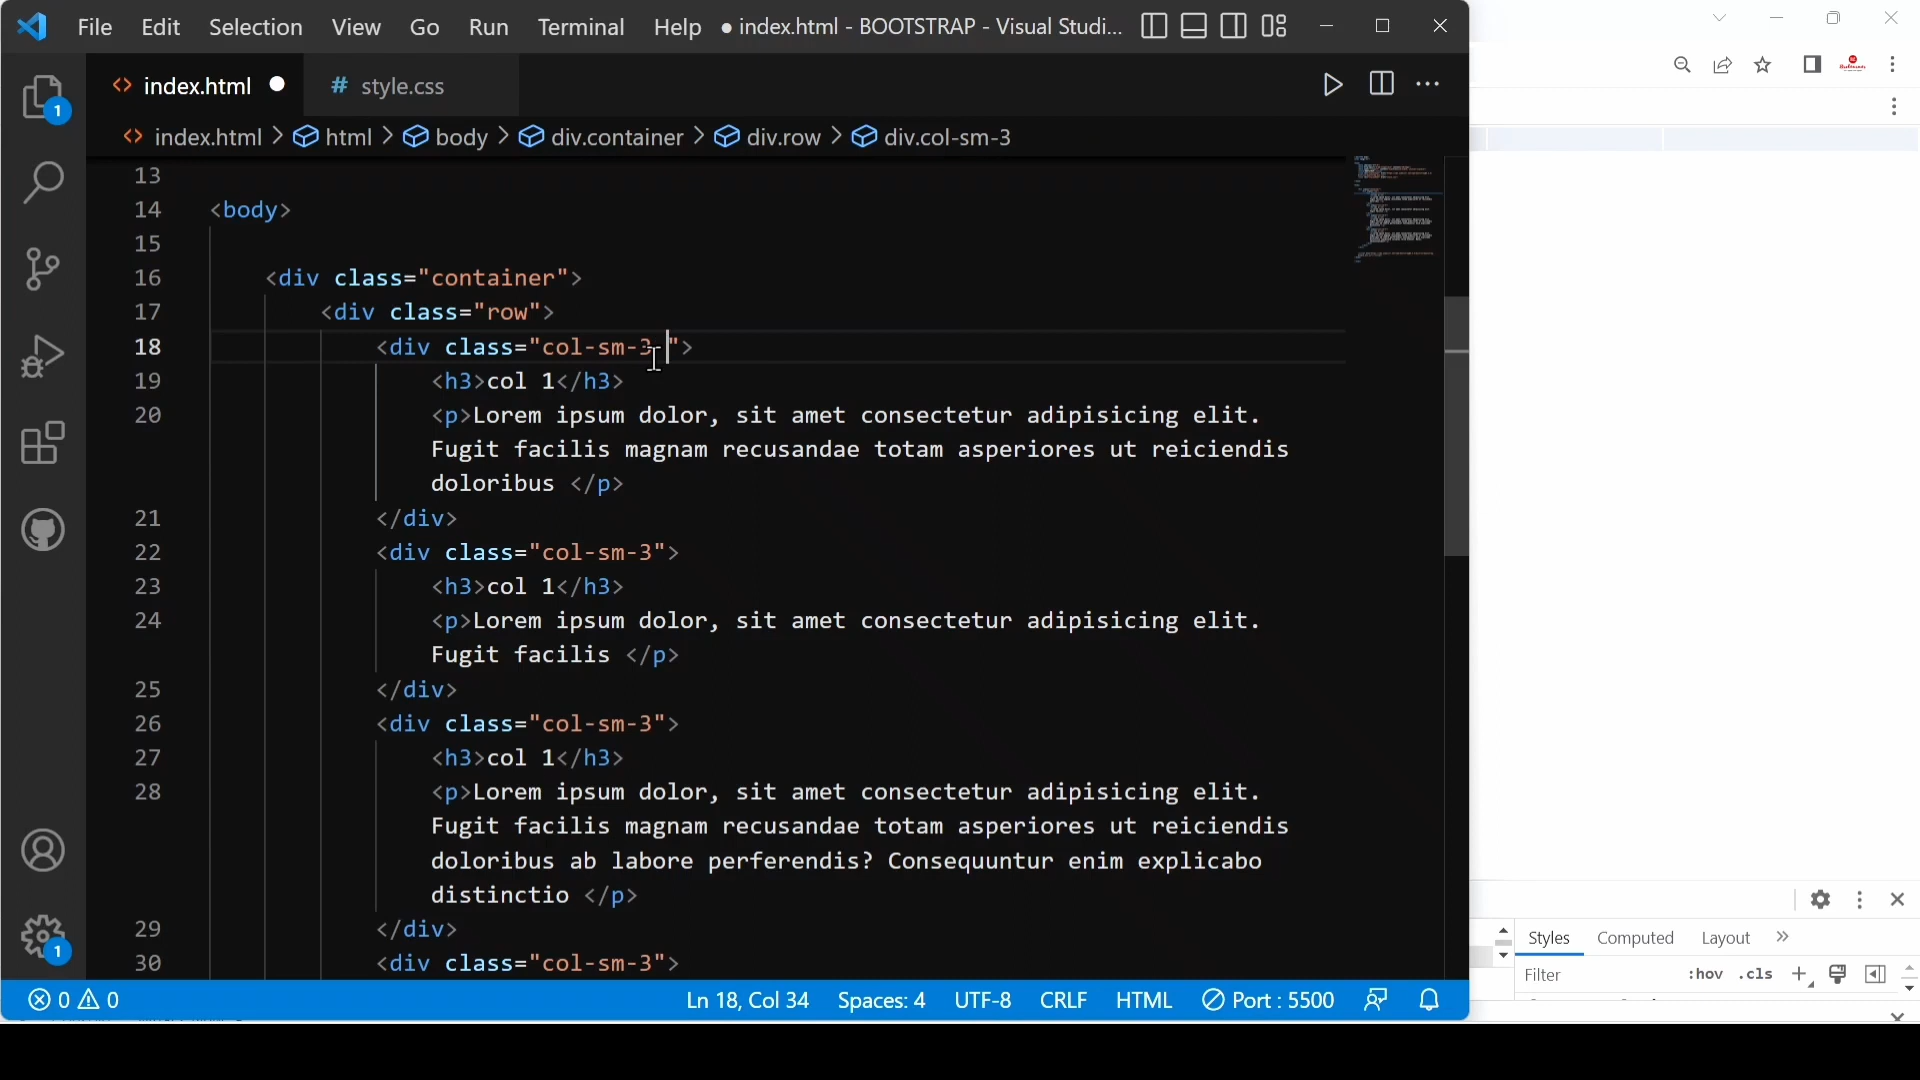 File Edit Selection View Go Run Terminal Help ● index.html - BOOTSTRAP - Visual Studi...
index.html # style.css
index.html > html > body > div.container > div.row > div.col-sm-3
1
13
14 <body>
15
16 <div class="container">
17 <div class="row">
18 <div class="col-sm-3 ">
19 <h3>col 1</h3>
20 <p>Lorem ipsum dolor, sit amet consectetur adipisicing elit.
Fugit facilis magnam recusandae totam asperiores ut reiciendis
doloribus </p>
21 </div>
22 <div class="col-sm-3">
23 <h3>col 1</h3>
24 <p>Lorem ipsum dolor, sit amet consectetur adipisicing elit.
Fugit facilis </p>
25 </div>
26 <div class="col-sm-3">
27 <h3>col 1</h3>
28 <p>Lorem ipsum dolor, sit amet consectetur adipisicing elit.
Fugit facilis magnam recusandae totam asperiores ut reiciendis
doloribus ab labore perferendis? Consequuntur enim explicabo
distinctio </p>
29 </div>
30 <div class="col-sm-3">
1
0 0 Ln 18, Col 34 Spaces: 4 UTF-8 CRLF HTML Port : 5500
Styles Computed Layout »
Filter :hov .cls +